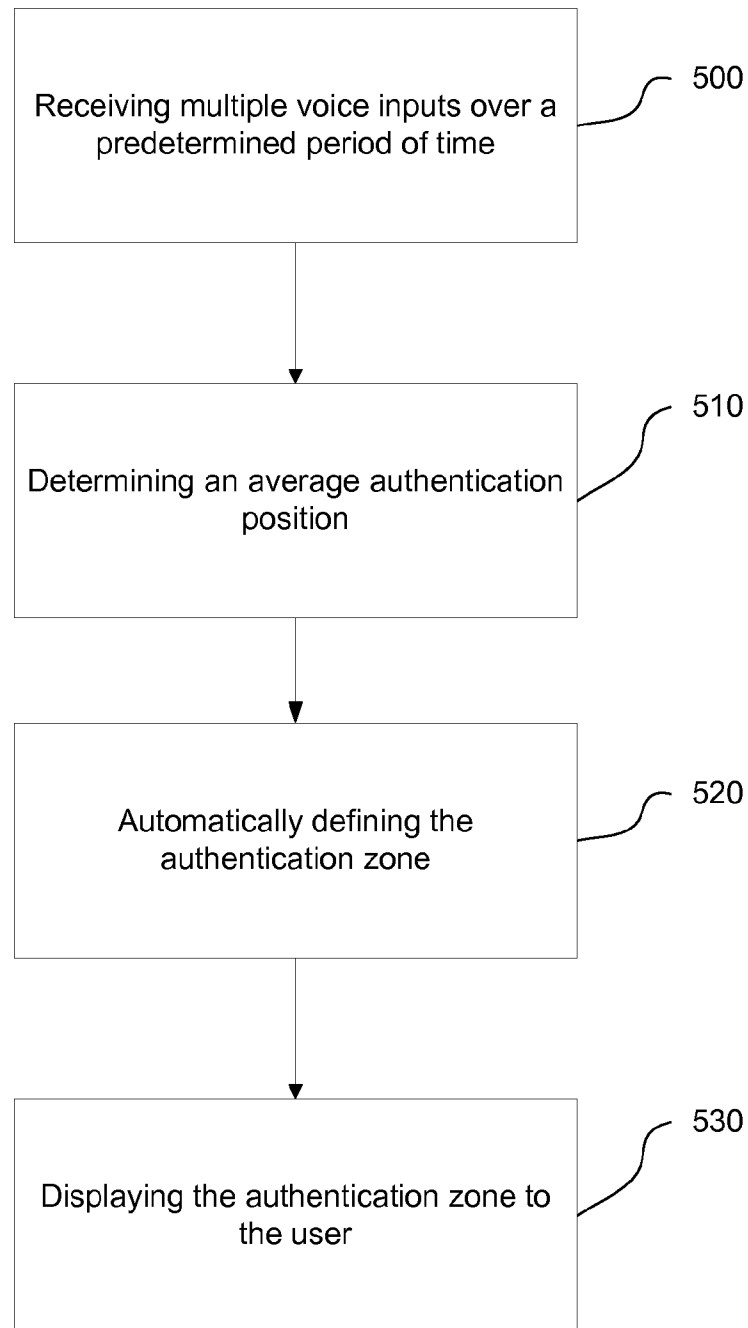 Receiving multiple voice inputs over a
predetermined period of time
500
Determining an average authentication
position
510
Automatically defining the
authentication zone
520
Displaying the authentication zone to
the user
530